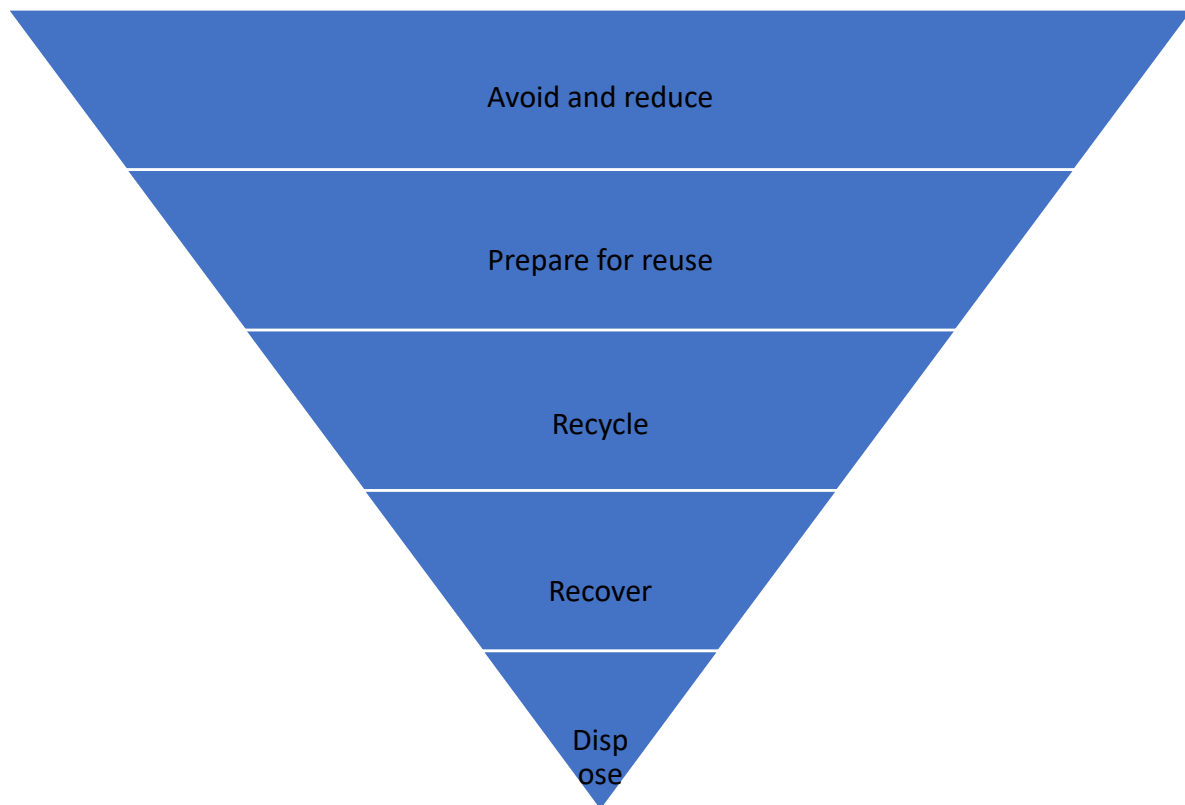 Avoid and reduce
Prepare for reuse
Recycle
Recover
Disp
ose